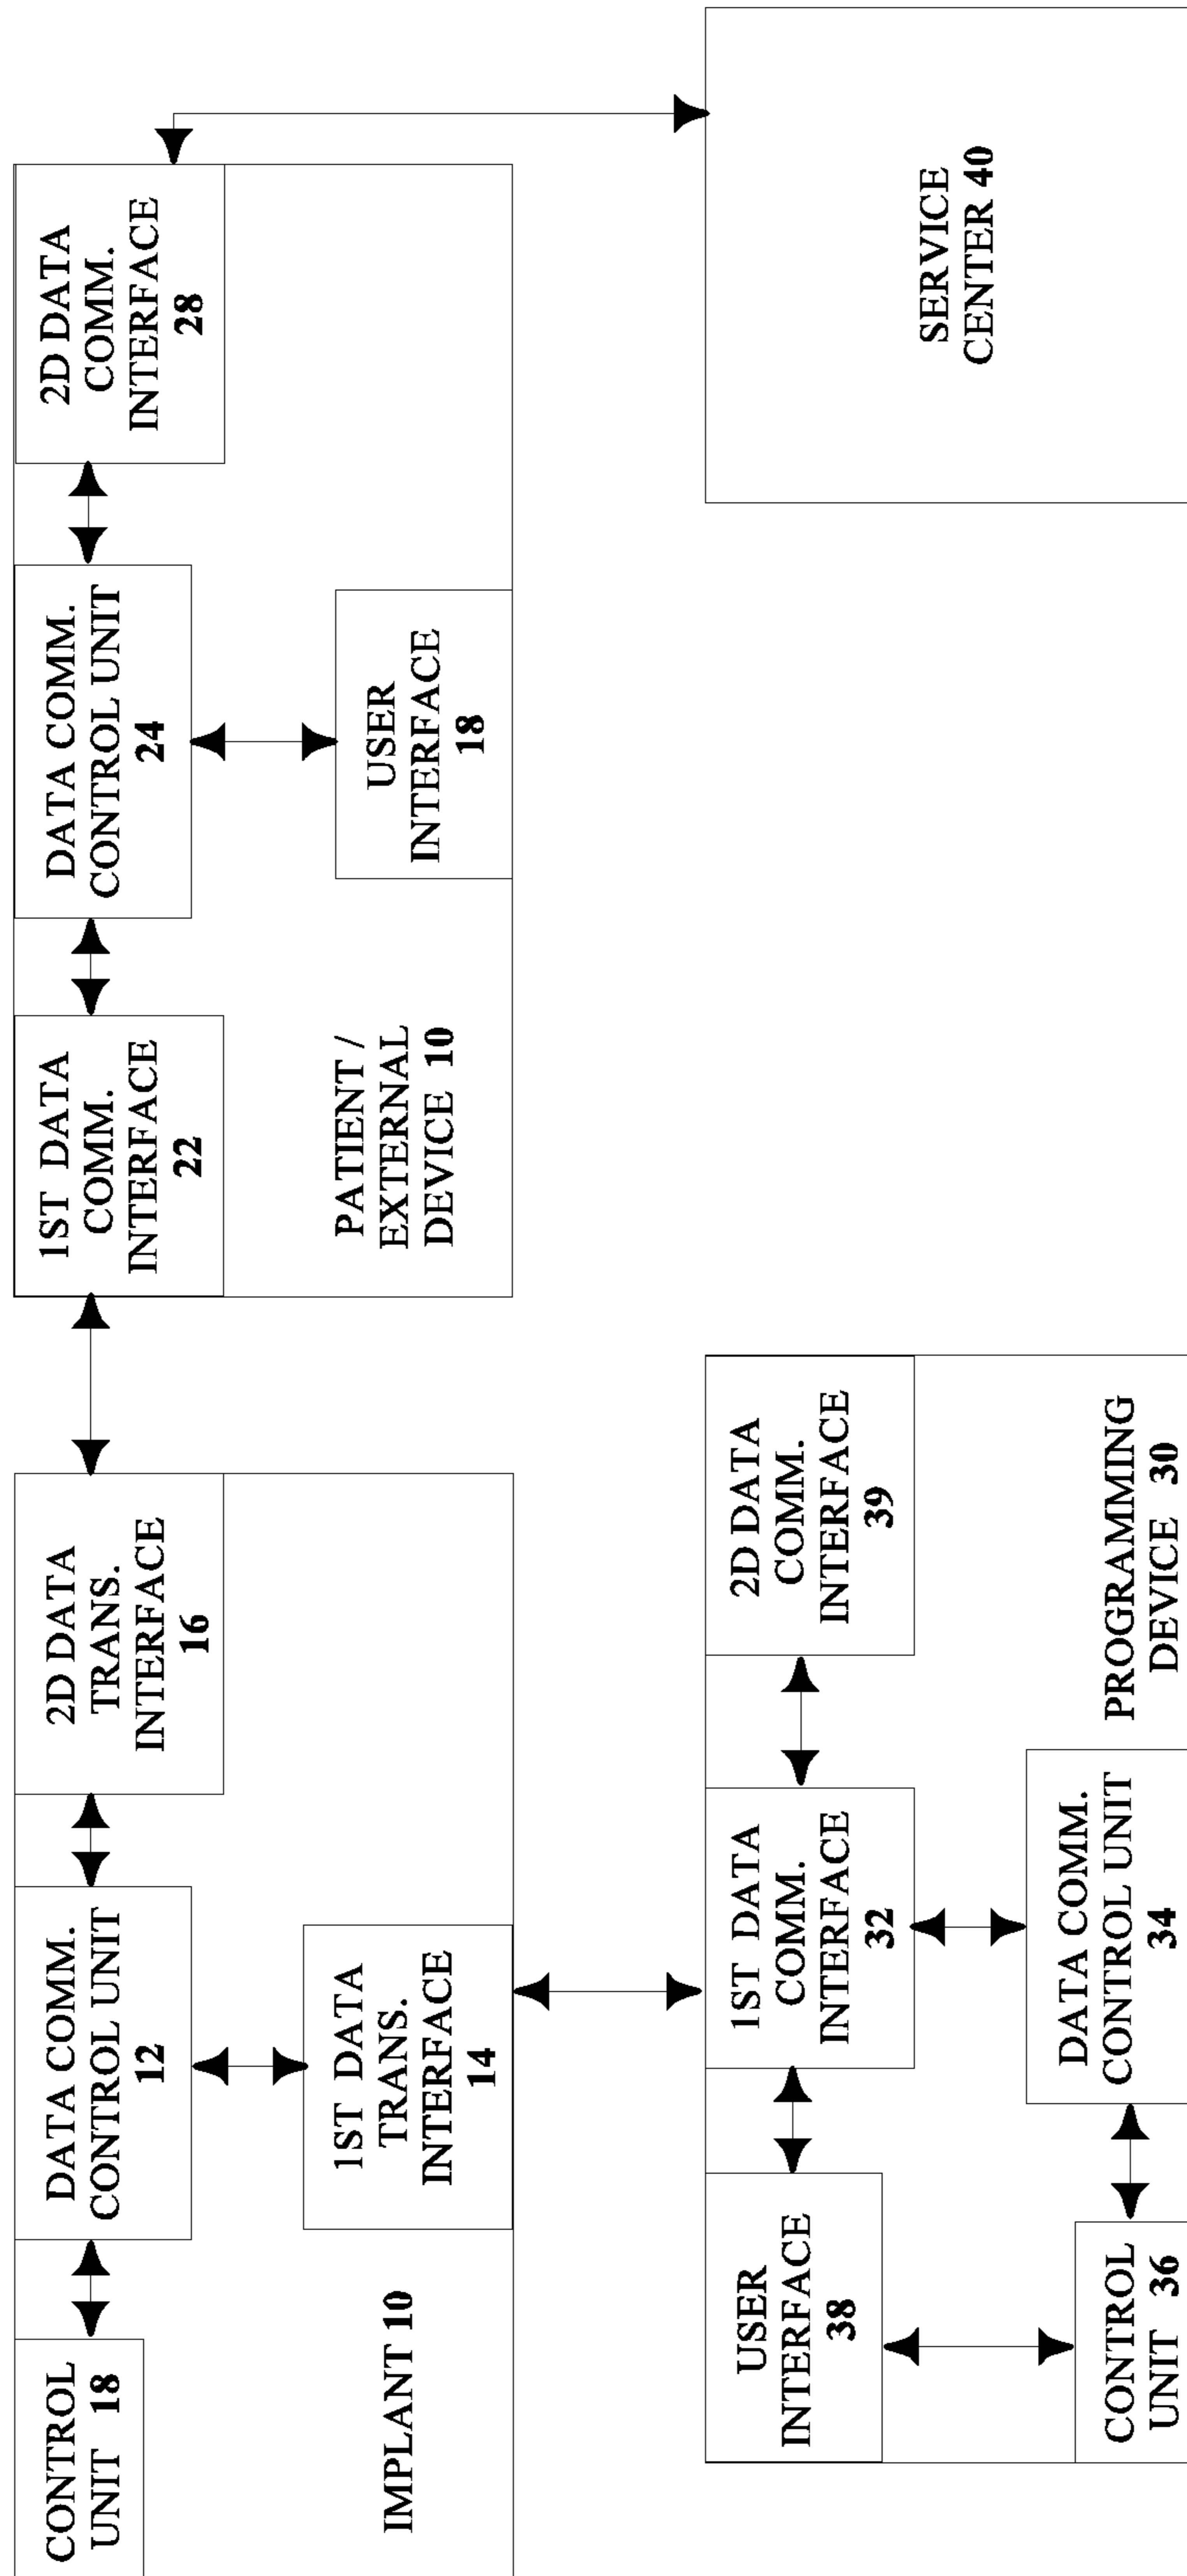 CONTROL
UNIT 18
DATA COMM.
CONTROL UNIT
12
2D DATA
TRANS.
INTERFACE
16
1ST DATA
TRANS.
INTERFACE
14
IMPLANT 10
1ST DATA
COMM.
INTERFACE
22
DATA COMM.
CONTROL UNIT
24
2D DATA
COMM.
INTERFACE
28
PATIENT /
EXTERNAL
DEVICE 10
USER
INTERFACE
18
USER
INTERFACE
38
1ST DATA
COMM.
INTERFACE
32
2D DATA
COMM.
INTERFACE
39
CONTROL
UNIT 36
DATA COMM.
CONTROL UNIT
34
PROGRAMMING
DEVICE 30
SERVICE
CENTER 40